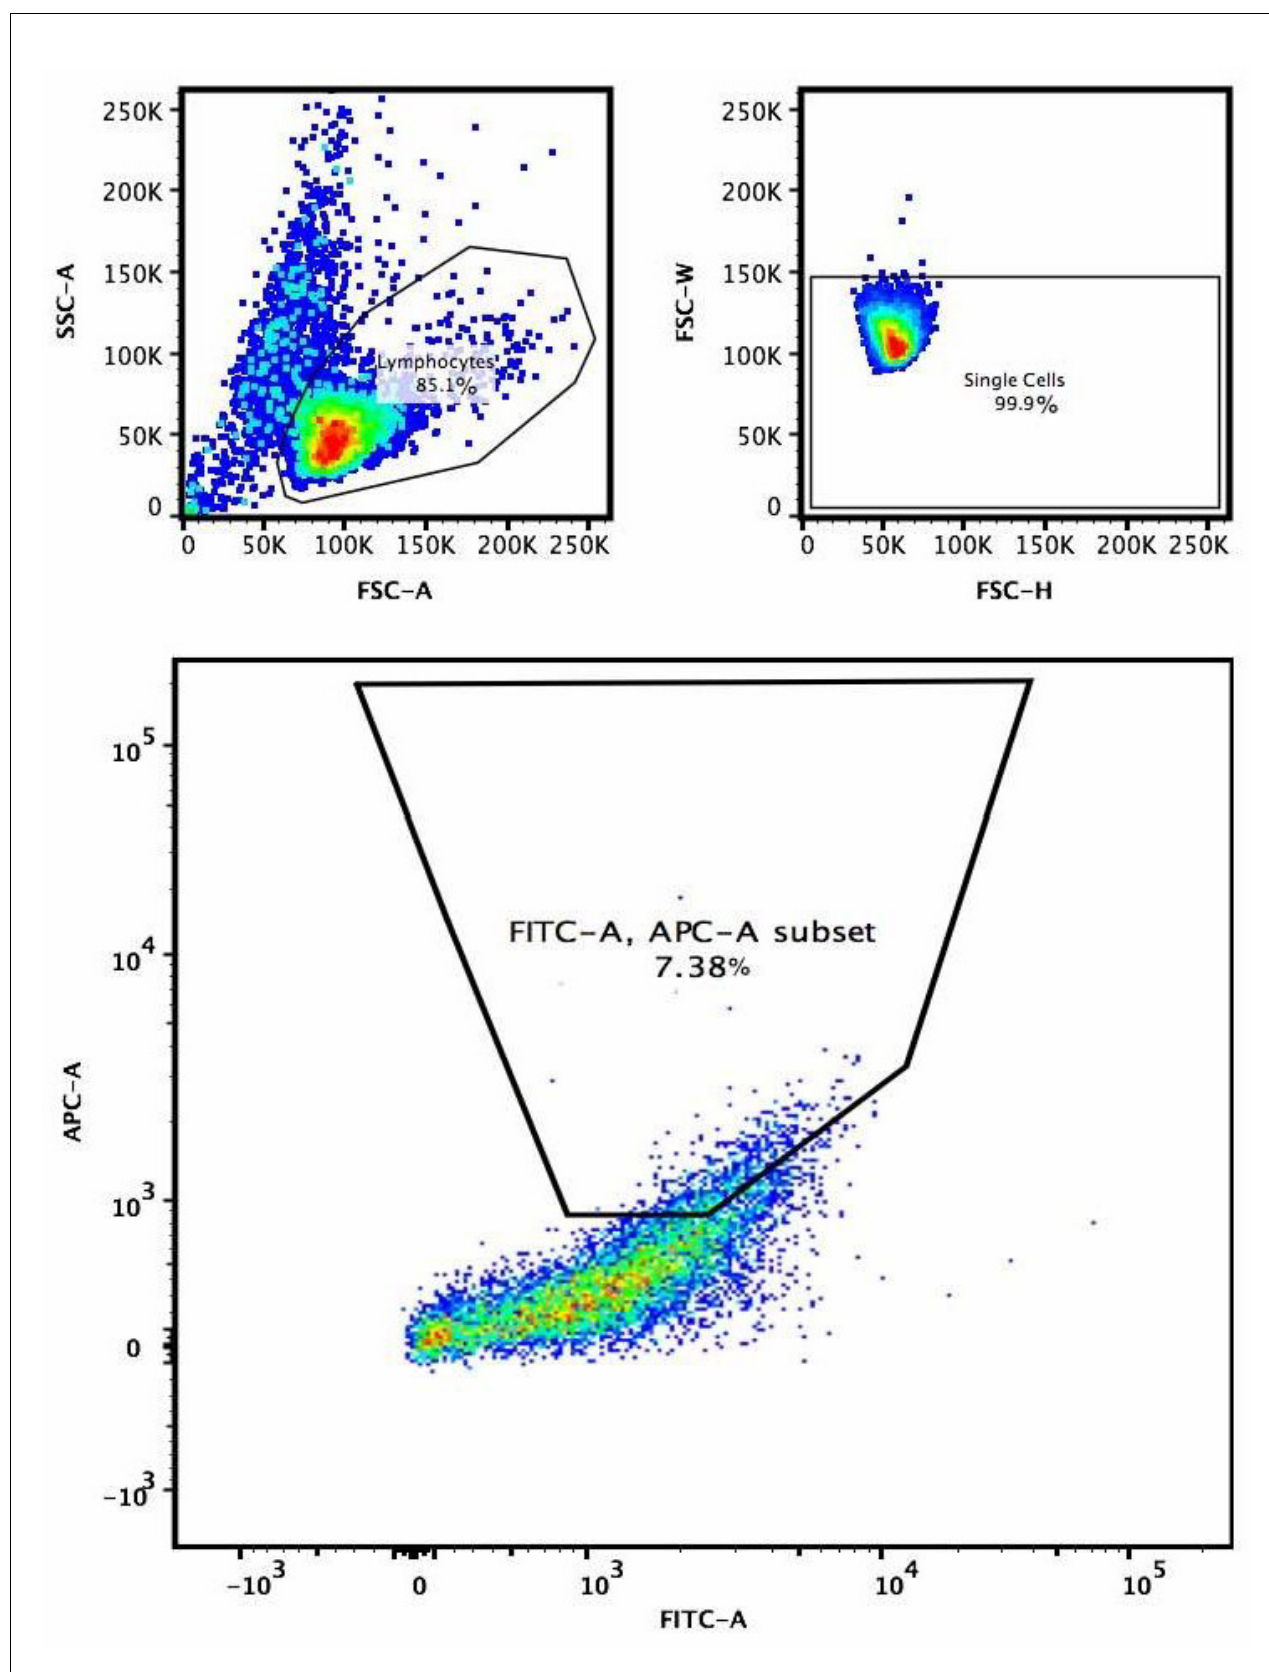 250K
200K
150K
100K
50K
0
SSC-A
Lymphocytes
85.1%
0 50K 100K 150K 200K 250K
FSC-A
250K
200K
150K
100K
50K
0
FSC-W
Single Cells
99.9%
0 50K 100K 150K 200K 250K
FSC-H
10^5
10^4
10^3
0
-10^3
APC-A
FITC-A, APC-A subset
7.38%
-10^3 0 10^3 10^4 10^5
FITC-A